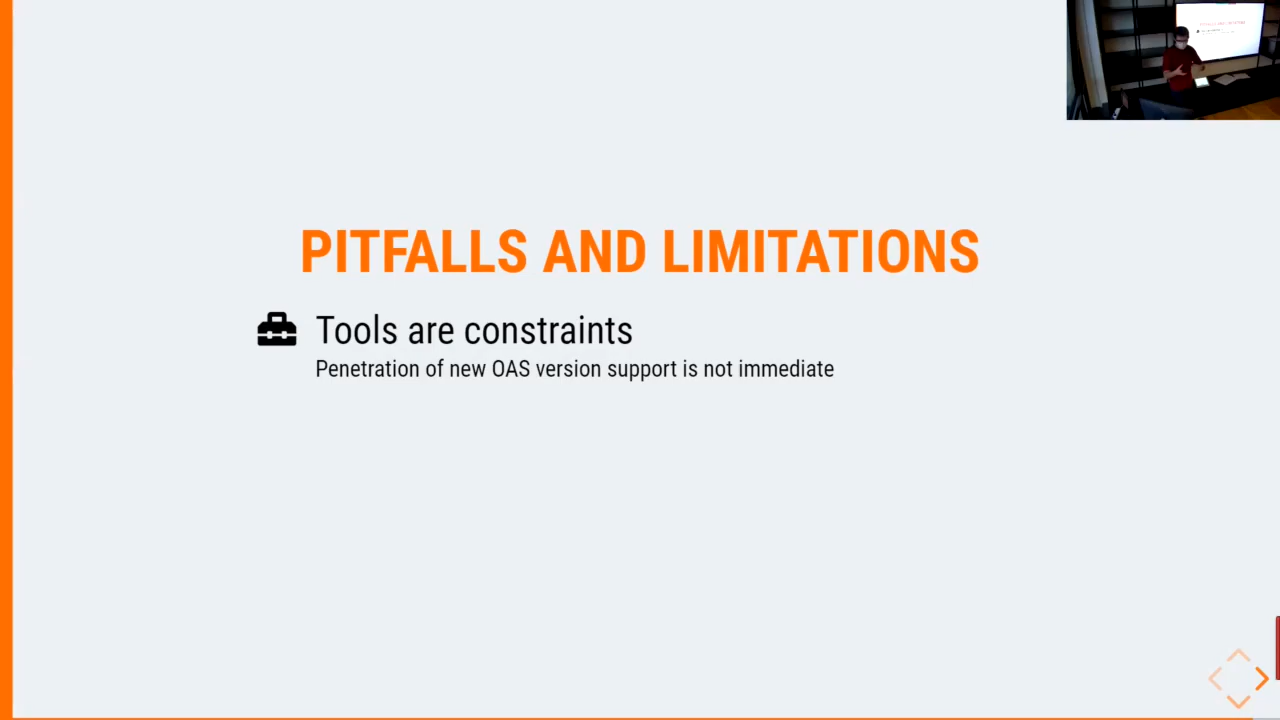 PITFALLS AND LIMITATIONS
Tools are constraints
Penetration of new OAS version support is not immediate